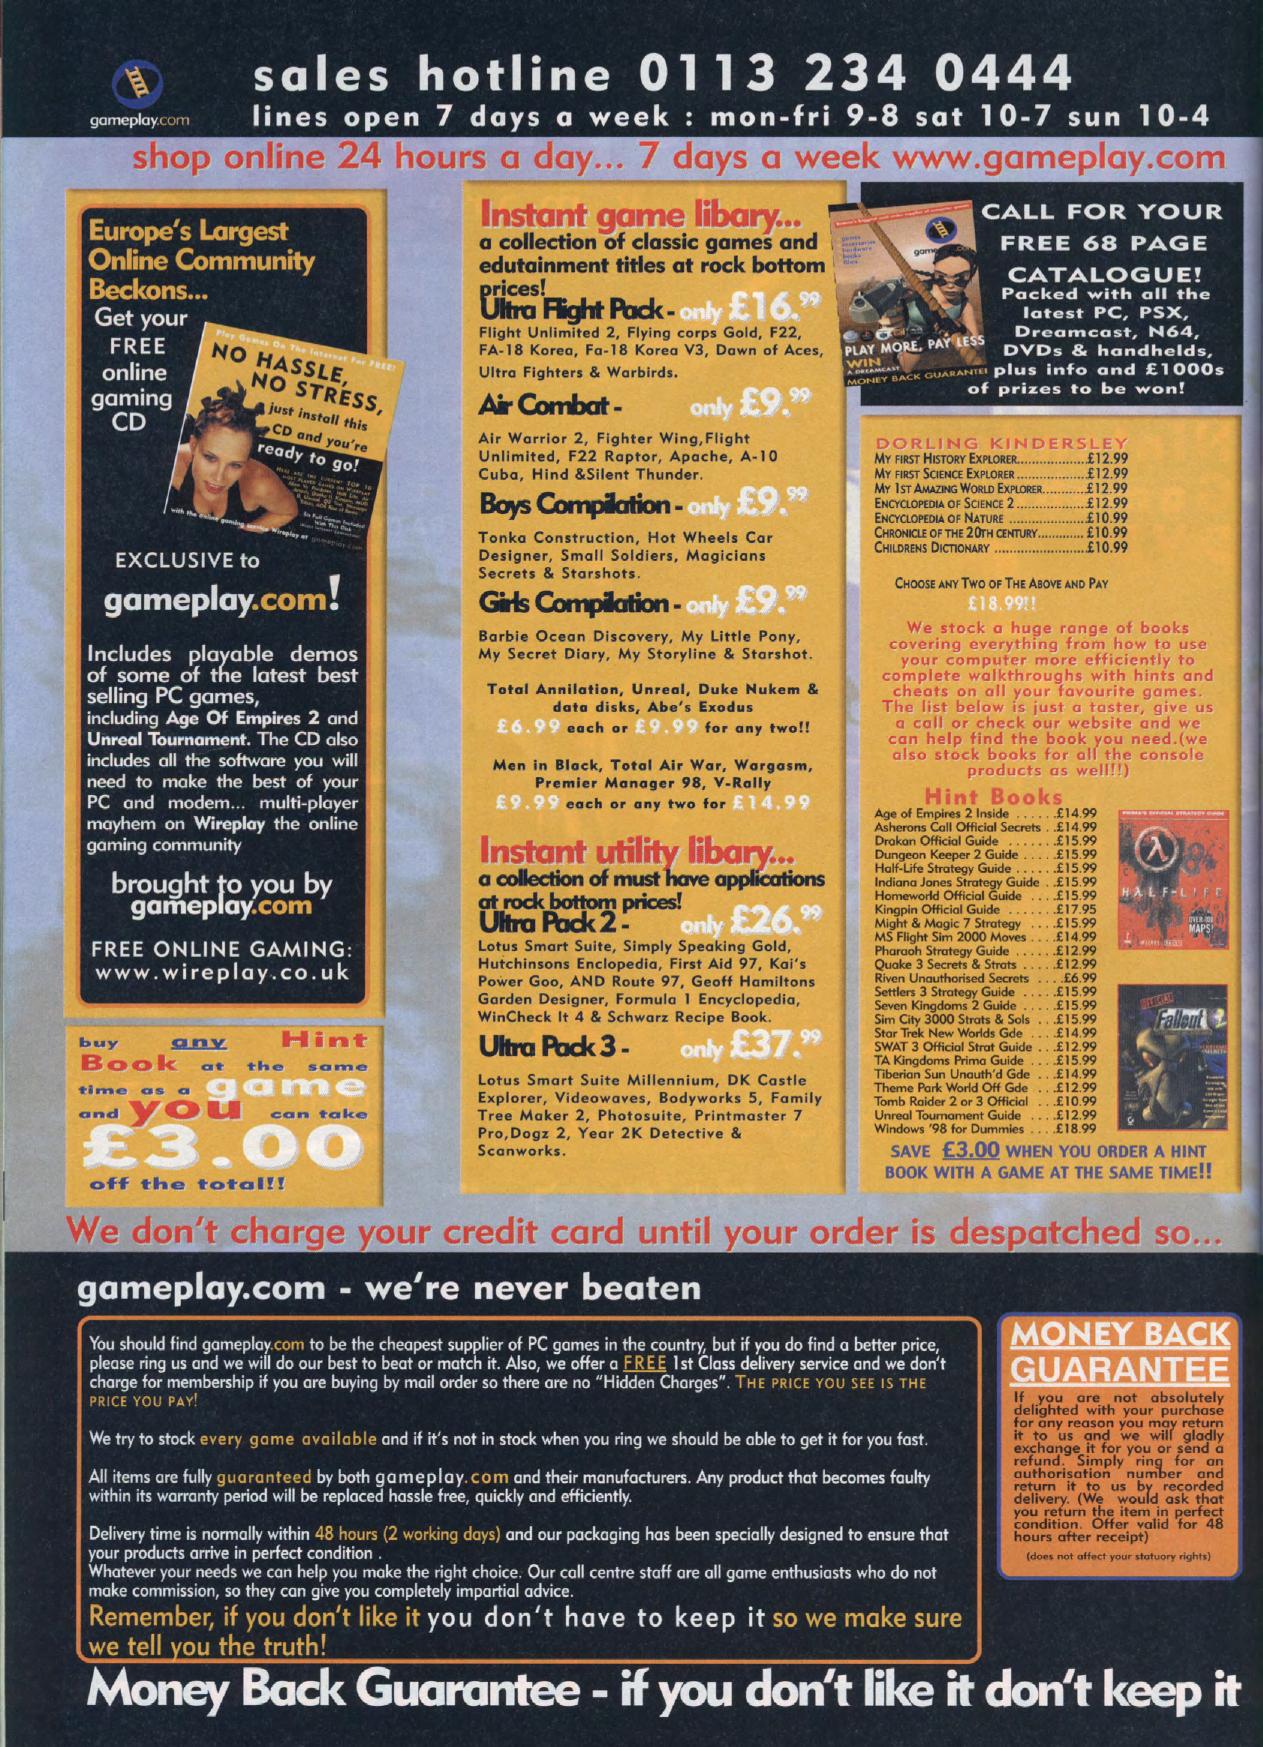 sales hotline 0113 234 0444
gameplay.com
lines open 7 days a week : mon-fri 9-8 sat 10-7 sun 10-4
shop online 24 hours a day... 7 days a week www.gameplay.com
Europe's Largest
Online Community
Beckons...
Get your
FREE
online
gaming
CD
Play Games On The Internet For FREE!
NO HASSLE,
NO STRESS,
just install this
CD and you're
ready to go!
with the online gaming service Wireplay at gameplay.com
EXCLUSIVE to
gameplay.com!
Includes playable demos
of some of the latest best
selling PC games,
including Age Of Empires 2 and
Unreal Tournament. The CD also
includes all the software you will
need to make the best of your
PC and modem... multi-player
mayhem on Wireplay the online
gaming community
brought to you by
gameplay.com
FREE ONLINE GAMING:
www.wireplay.co.uk
buy any Hint
Book at the same
time as a game
and you can take
£3.00
off the total!!
Instant game libary...
a collection of classic games and
edutainment titles at rock bottom
prices!
Ultra Flight Pack - only £16.99
Flight Unlimited 2, Flying corps Gold, F22,
FA-18 Korea, Fa-18 Korea V3, Dawn of Aces,
Ultra Fighters & Warbirds.
Air Combat - only £9.99
Air Warrior 2, Fighter Wing,Flight
Unlimited, F22 Raptor, Apache, A-10
Cuba, Hind &Silent Thunder.
Boys Compilation - only £9.99
Tonka Construction, Hot Wheels Car
Designer, Small Soldiers, Magicians
Secrets & Starshots.
Girls Compilation - only £9.99
Barbie Ocean Discovery, My Little Pony,
My Secret Diary, My Storyline & Starshot.
Total Annilation, Unreal, Duke Nukem &
data disks, Abe's Exodus
£6.99 each or £9.99 for any two!!
Men in Black, Total Air War, Wargasm,
Premier Manager 98, V-Rally
£9.99 each or any two for £14.99
Instant utility libary...
a collection of must have applications
at rock bottom prices!
Ultra Pack 2 - only £26.99
Lotus Smart Suite, Simply Speaking Gold,
Hutchinsons Enclopedia, First Aid 97, Kai's
Power Goo, AND Route 97, Geoff Hamiltons
Garden Designer, Formula 1 Encyclopedia,
WinCheck It 4 & Schwarz Recipe Book.
Ultra Pack 3 - only £37.99
Lotus Smart Suite Millennium, DK Castle
Explorer, Videowaves, Bodyworks 5, Family
Tree Maker 2, Photosuite, Printmaster 7
Pro,Dogz 2, Year 2K Detective &
Scanworks.
PLAY MORE, PAY LESS
WIN
A DREAMCAST
MONEY BACK GUARANTEE
CALL FOR YOUR
FREE 68 PAGE
CATALOGUE!
Packed with all the
latest PC, PSX,
Dreamcast, N64,
DVDs & handhelds,
plus info and £1000s
of prizes to be won!
DORLING KINDERSLEY
MY FIRST HISTORY EXPLORER..................£12.99
MY FIRST SCIENCE EXPLORER...................£12.99
MY 1ST AMAZING WORLD EXPLORER...........£12.99
ENCYCLOPEDIA OF SCIENCE 2..................£12.99
ENCYCLOPEDIA OF NATURE .....................£10.99
CHRONICLE OF THE 20TH CENTURY............. £10.99
CHILDRENS DICTIONARY ........................£10.99
CHOOSE ANY TWO OF THE ABOVE AND PAY
£18.99!!
We stock a huge range of books
covering everything from how to use
your computer more efficiently to
complete walkthroughs with hints and
cheats on all your favourite games.
The list below is just a taster, give us
a call or check our website and we
can help find the book you need.(we
also stock books for all the console
products as well!!)
Hint Books
Age of Empires 2 Inside . . . . . .£14.99
Asherons Call Official Secrets . .£14.99
Drakan Official Guide . . . . . . .£15.99
Dungeon Keeper 2 Guide . . . . .£15.99
Half-Life Strategy Guide . . . . . .£15.99
Indiana Jones Strategy Guide . .£15.99
Homeworld Official Guide . . . .£15.99
Kingpin Official Guide . . . . . . .£17.95
Might & Magic 7 Strategy . . . .£15.99
MS Flight Sim 2000 Moves . . . .£14.99
Pharaoh Strategy Guide . . . . . .£12.99
Quake 3 Secrets & Strats . . . . .£12.99
Riven Unauthorised Secrets . . . .£6.99
Settlers 3 Strategy Guide . . . . .£15.99
Seven Kingdoms 2 Guide . . . . .£15.99
Sim City 3000 Strats & Sols . . .£15.99
Star Trek New Worlds Gde . . . .£14.99
SWAT 3 Official Strat Guide . . .£12.99
TA Kingdoms Prima Guide . . . .£15.99
Tiberian Sun Unauth'd Gde . . . .£14.99
Theme Park World Off Gde . . . .£12.99
Tomb Raider 2 or 3 Official . . . .£10.99
Unreal Tournament Guide . . . .£12.99
Windows '98 for Dummies . . . .£18.99
PRIMA'S OFFICIAL STRATEGY GUIDE
HALF-LIFE
OVER 100
MAPS!
OFFICIAL
Fallout
SAVE £3.00 WHEN YOU ORDER A HINT
BOOK WITH A GAME AT THE SAME TIME!!
We don't charge your credit card until your order is despatched so...
gameplay.com - we're never beaten
You should find gameplay.com to be the cheapest supplier of PC games in the country, but if you do find a better price,
please ring us and we will do our best to beat or match it. Also, we offer a FREE 1st Class delivery service and we don't
charge for membership if you are buying by mail order so there are no "Hidden Charges". THE PRICE YOU SEE IS THE
PRICE YOU PAY!
We try to stock every game available and if it's not in stock when you ring we should be able to get it for you fast.
All items are fully guaranteed by both gameplay.com and their manufacturers. Any product that becomes faulty
within its warranty period will be replaced hassle free, quickly and efficiently.
Delivery time is normally within 48 hours (2 working days) and our packaging has been specially designed to ensure that
your products arrive in perfect condition .
Whatever your needs we can help you make the right choice. Our call centre staff are all game enthusiasts who do not
make commission, so they can give you completely impartial advice.
Remember, if you don't like it you don't have to keep it so we make sure
we tell you the truth!
MONEY BACK
GUARANTEE
If you are not absolutely
delighted with your purchase
for any reason you may return
it to us and we will gladly
exchange it for you or send a
refund. Simply ring for an
authorisation number and
return it to us by recorded
delivery. (We would ask that
you return the item in perfect
condition. Offer valid for 48
hours after receipt)
(does not affect your statuory rights)
Money Back Guarantee - if you don't like it don't keep it